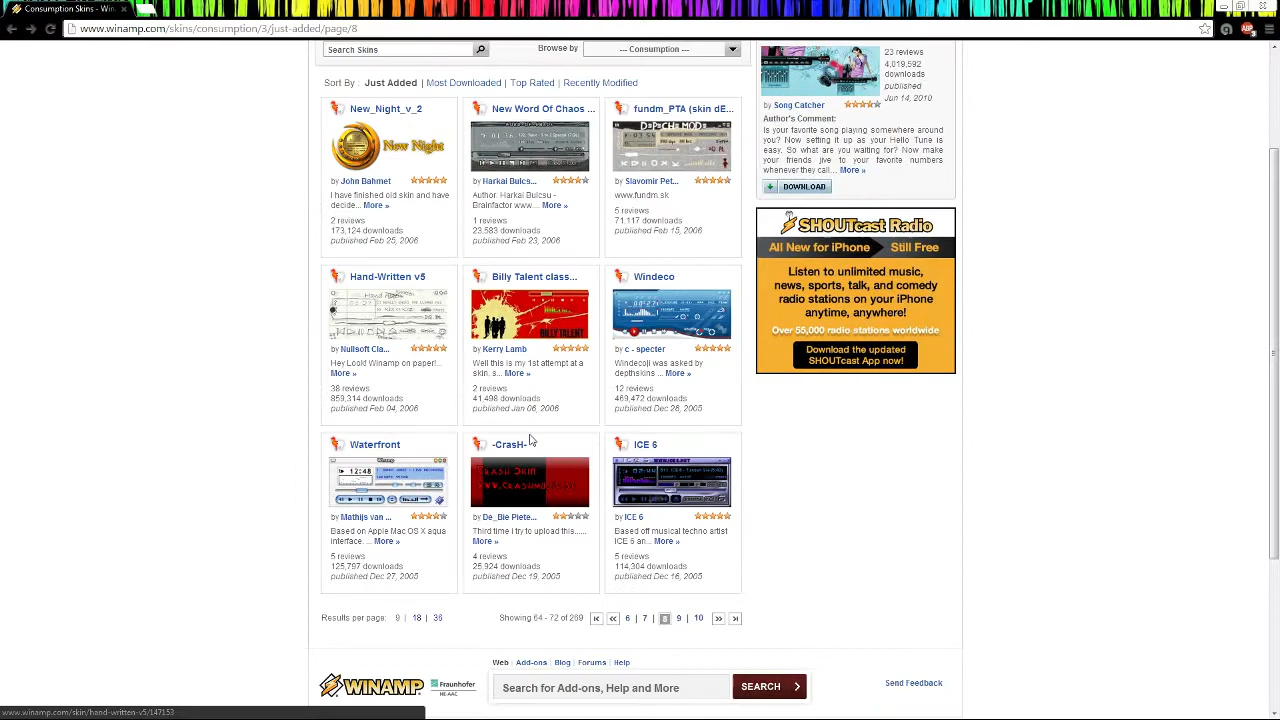 Consumption Skins - Win
www.winamp.com/skins/consumption/3/just-added/page/8
Search Skins
Browse by
--- Consumption ---
Sort By Just Added | Most Downloaded | Top Rated | Recently Modified
New_Night_v_2
New Night
by John Bahmet
I have finished old skin and have
decide... More »
2 reviews
173,124 downloads
published Feb 25, 2006
New Word Of Chaos ...
by Harkai Bulcs...
Author: Harkai Bulcsu -
Brainfactor www.... More »
1 reviews
23,583 downloads
published Feb 23, 2006
fundm_PTA (skin dE...
DEPECHE MODE
by Slavomir Pet...
www.fundm.sk
5 reviews
71,117 downloads
published Feb 15, 2006
Hand-Written v5
by Nullsoft Cla...
Hey Look! Winamp on paper!...
More »
38 reviews
859,314 downloads
published Feb 04, 2006
Billy Talent class...
BILLY TALENT
by Kerry Lamb
Well this is my 1st attempt at a
skin, s... More »
2 reviews
41,498 downloads
published Jan 06, 2006
Windeco
by c - specter
Windeco|i was asked by
depthskins ... More »
12 reviews
469,472 downloads
published Dec 28, 2005
Waterfront
Winamp
12:48
by Mathijs van ...
Based on Apple Mac OS X aqua
interface. ... More »
5 reviews
125,797 downloads
published Dec 27, 2005
-CrasH-
by De_Bie Piete...
Third time i try to upload this......
More »
4 reviews
25,924 downloads
published Dec 19, 2005
ICE 6
by ICE 6
Based off musical techno artist
ICE 6 an... More »
5 reviews
114,304 downloads
published Dec 16, 2005
Results per page: 9 | 18 | 36
Showing 64 - 72 of 269
6 | 7 | 8 | 9 | 10
23 reviews
4,019,592
downloads
published
Jun 14, 2010
by Song Catcher
Author's Comment:
Is your favorite song playing somewhere around
you? Now setting it up as your Hello Tune is
easy. So what are you waiting for? Now make
your friends jive to your favorite numbers
whenever they call... More »
DOWNLOAD
SHOUTcast Radio
All New for iPhone Still Free
Listen to unlimited music,
news, sports, talk, and comedy
radio stations on your iPhone
anytime, anywhere!
Over 55,000 radio stations worldwide
Download the updated
SHOUTcast App now!
Web | Add-ons | Blog | Forums | Help
WINAMP
Fraunhofer
HE-AAC
Search for Add-ons, Help and More
SEARCH
Send Feedback
www.winamp.com/skin/hand-written-v5/147153